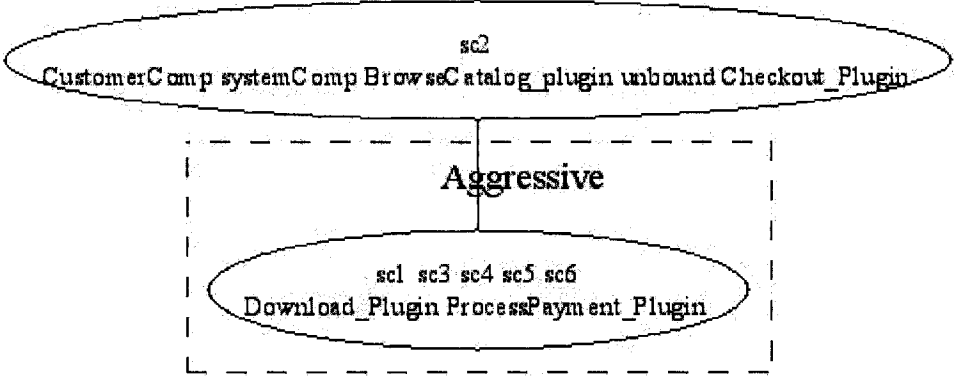 sc2
CustomerComp systemComp BrowseCatalog_plugin unbound Checkout_Plugin
Aggressive
sc1 sc3 sc4 sc5 sc6
Download_Plugin ProcessPayment_Plugin